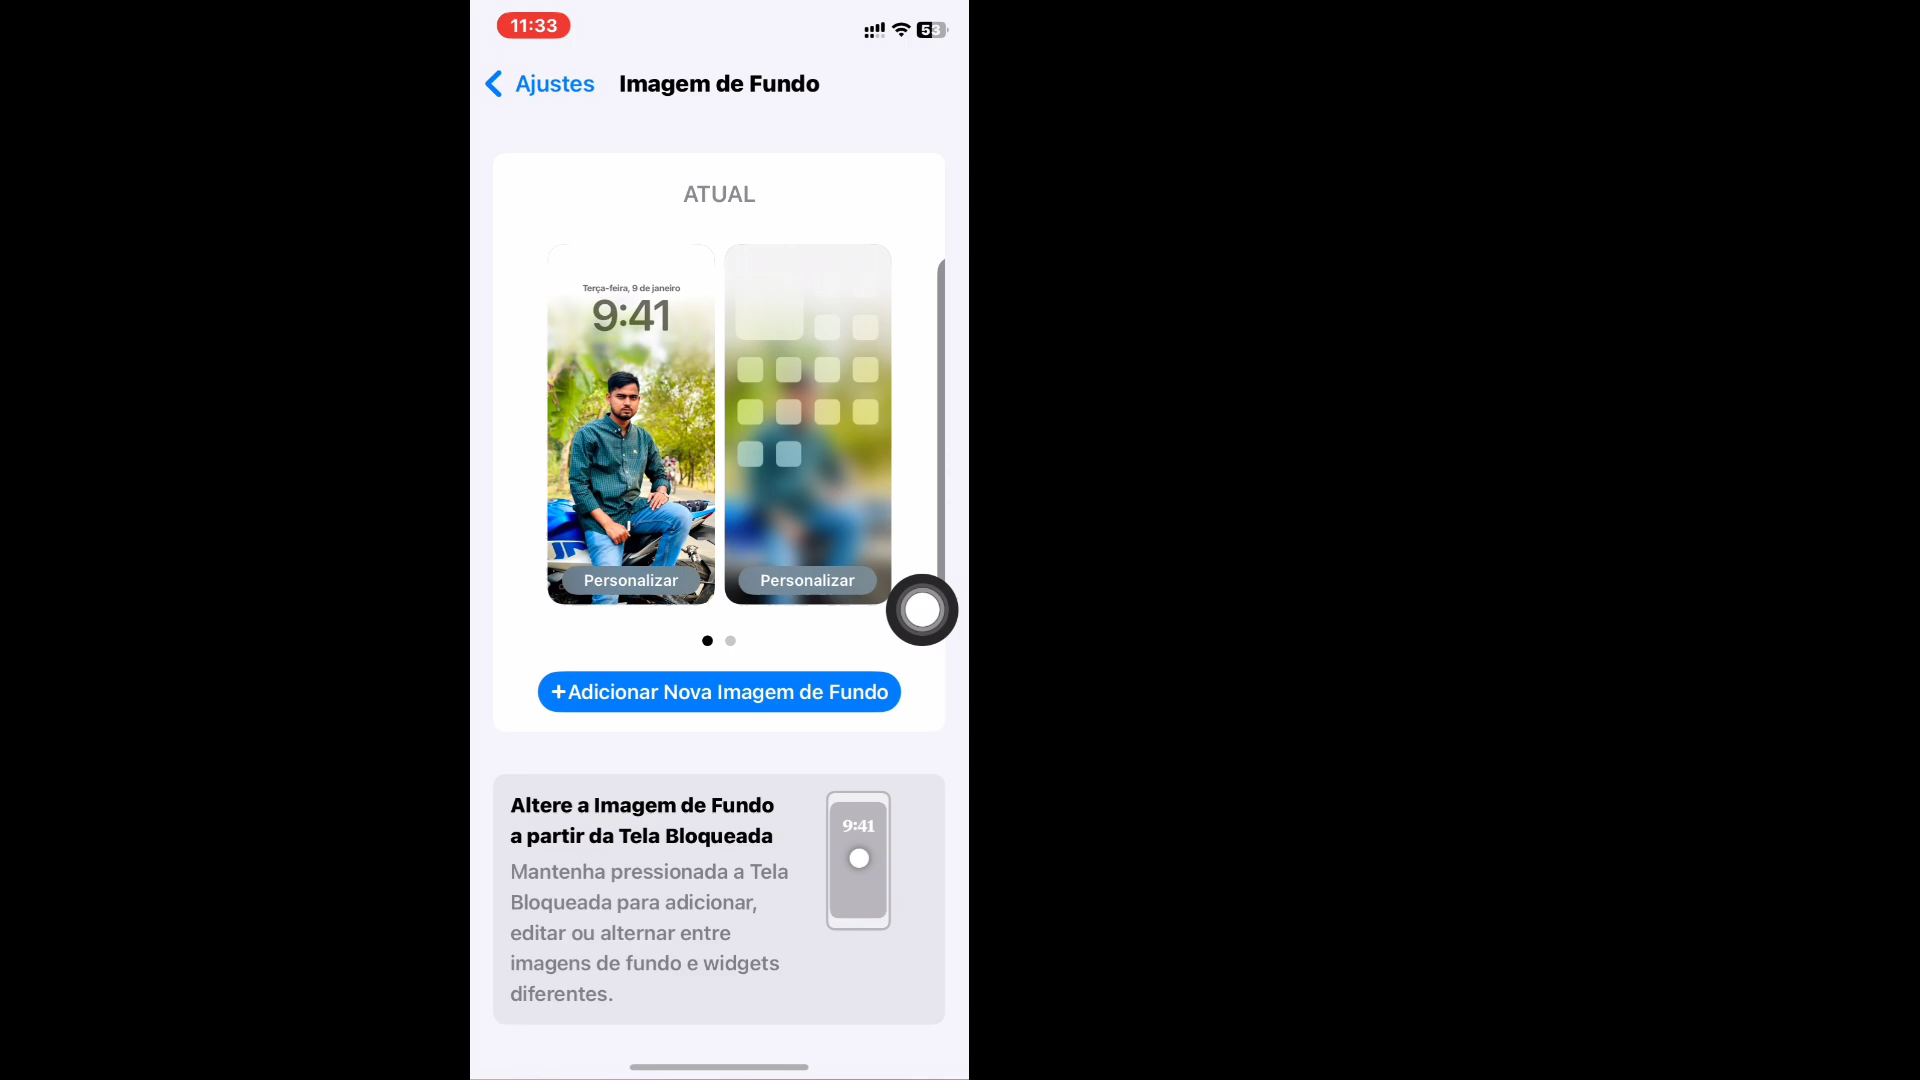 11:33
53
Ajustes
Imagem de Fundo
ATUAL
Terça-feira, 9 de janeiro
9:41
Personalizar
Personalizar
+Adicionar Nova Imagem de Fundo
Altere a Imagem de Fundo
a partir da Tela Bloqueada
Mantenha pressionada a Tela
Bloqueada para adicionar,
editar ou alternar entre
imagens de fundo e widgets
diferentes.
9:41